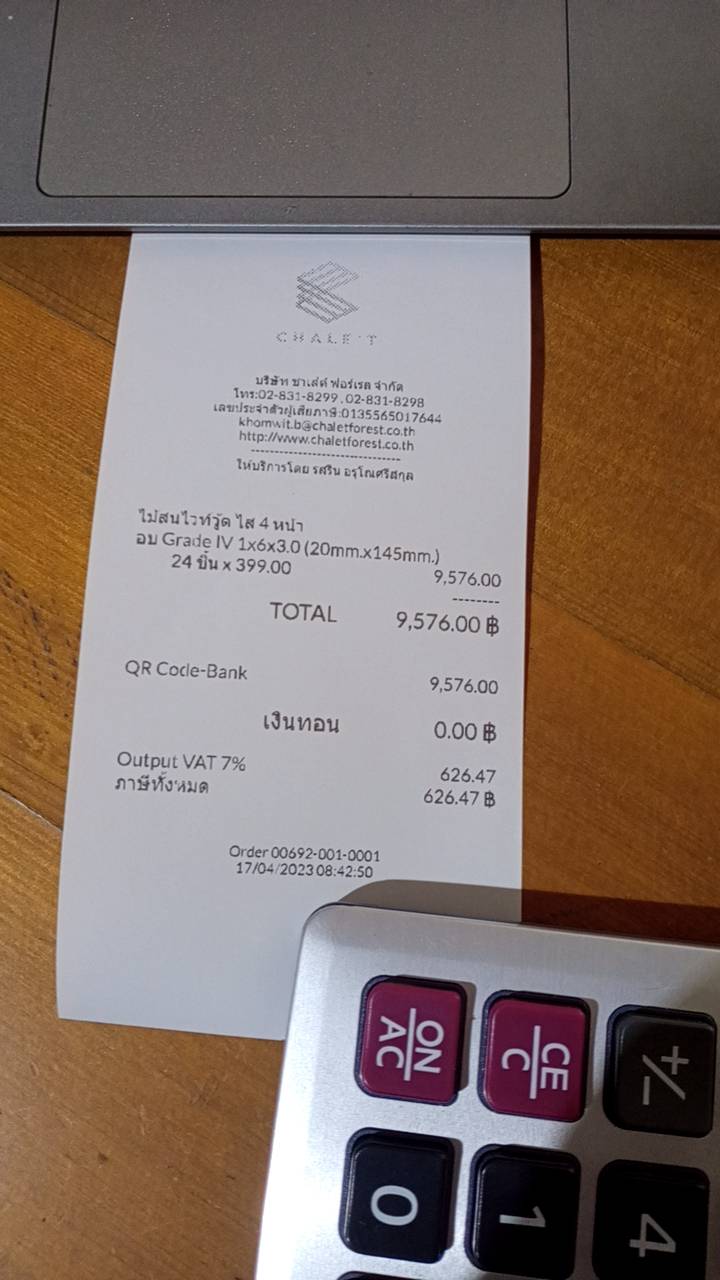 CHALE'T
บริษัท ชาเล่ต์ ฟอร์เรส จำกัด
โทร:02-831-8299 , 02-831-8298
เลขประจำตัวผู้เสียภาษี:0135565017644
khomwit.b@chaletforest.co.th
http://www.chaletforest.co.th
--------------------------------
ให้บริการโดย รสริน อรุโณศรีสกุล
ไม้สนไวท์วู้ด ไส 4 หน้า
อบ Grade IV 1x6x3.0 (20mm.x145mm.)
24 ชิ้น x 399.00 9,576.00
--------
TOTAL 9,576.00 ฿
QR Code-Bank 9,576.00
เงินทอน 0.00 ฿
Output VAT 7% 626.47
ภาษีทั้งหมด 626.47 ฿
Order 00692-001-0001
17/04/2023 08:42:50
ON
AC
CE
C
+/-
0
1
4